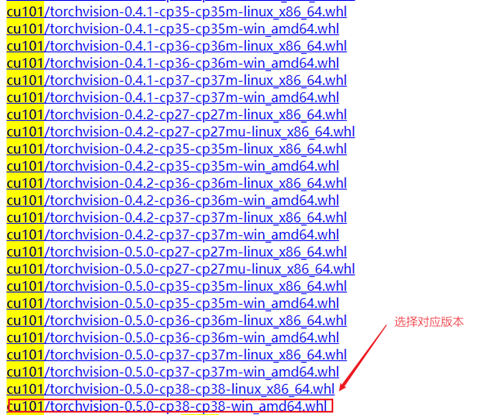 cu101/torchvision-0.4.1-cp35-cp35m-linux_x86_64.whl
cu101/torchvision-0.4.1-cp35-cp35m-win_amd64.whl
cu101/torchvision-0.4.1-cp36-cp36m-linux_x86_64.whl
cu101/torchvision-0.4.1-cp36-cp36m-win_amd64.whl
cu101/torchvision-0.4.1-cp37-cp37m-linux_x86_64.whl
cu101/torchvision-0.4.1-cp37-cp37m-win_amd64.whl
cu101/torchvision-0.4.2-cp27-cp27m-linux_x86_64.whl
cu101/torchvision-0.4.2-cp27-cp27mu-linux_x86_64.whl
cu101/torchvision-0.4.2-cp35-cp35m-linux_x86_64.whl
cu101/torchvision-0.4.2-cp35-cp35m-win_amd64.whl
cu101/torchvision-0.4.2-cp36-cp36m-linux_x86_64.whl
cu101/torchvision-0.4.2-cp36-cp36m-win_amd64.whl
cu101/torchvision-0.4.2-cp37-cp37m-linux_x86_64.whl
cu101/torchvision-0.4.2-cp37-cp37m-win_amd64.whl
cu101/torchvision-0.5.0-cp27-cp27m-linux_x86_64.whl
cu101/torchvision-0.5.0-cp27-cp27mu-linux_x86_64.whl
cu101/torchvision-0.5.0-cp35-cp35m-linux_x86_64.whl
cu101/torchvision-0.5.0-cp35-cp35m-win_amd64.whl
cu101/torchvision-0.5.0-cp36-cp36m-linux_x86_64.whl
选择对应版本
cu101/torchvision-0.5.0-cp36-cp36m-win_amd64.whl
cu101/torchvision-0.5.0-cp37-cp37m-linux_x86_64.whl
cu101/torchvision-0.5.0-cp37-cp37m-win_amd64.whl
cu101/torchvision-0.5.0-cp38-cp38-linux_x86_64.whl
cu101/torchvision-0.5.0-cp38-cp38-win_amd64.whl